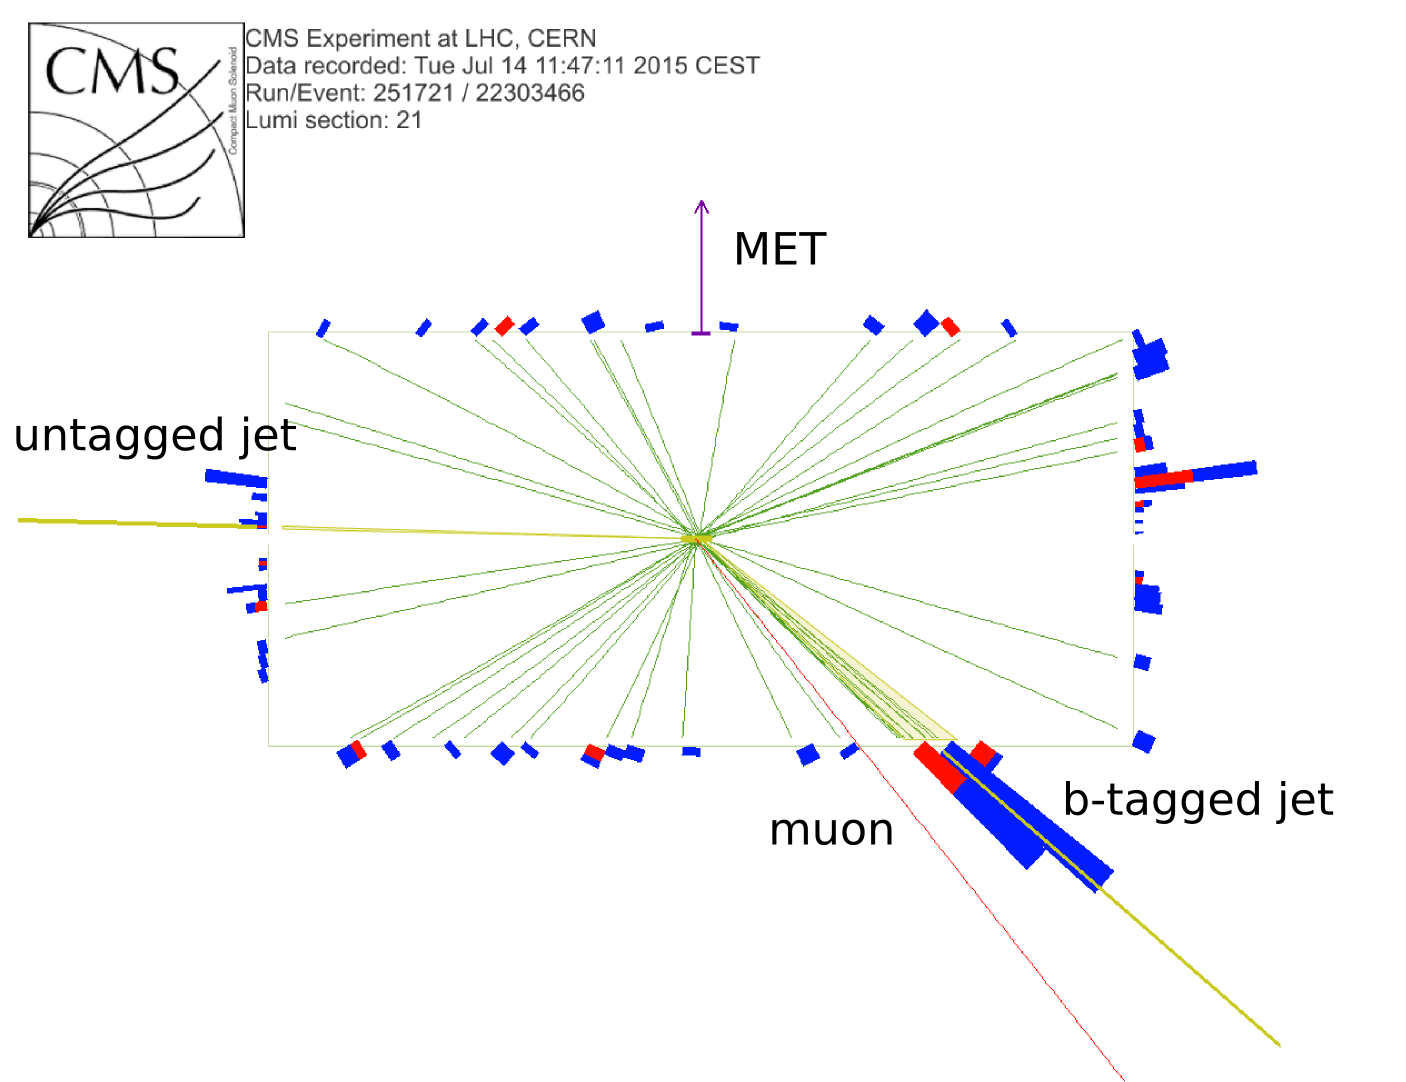 CMS
Compact Muon Solenoid
CMS Experiment at LHC, CERN
Data recorded: Tue Jul 14 11:47:11 2015 CEST
Run/Event: 251721 / 22303466
Lumi section: 21
MET
untagged jet
b-tagged jet
muon